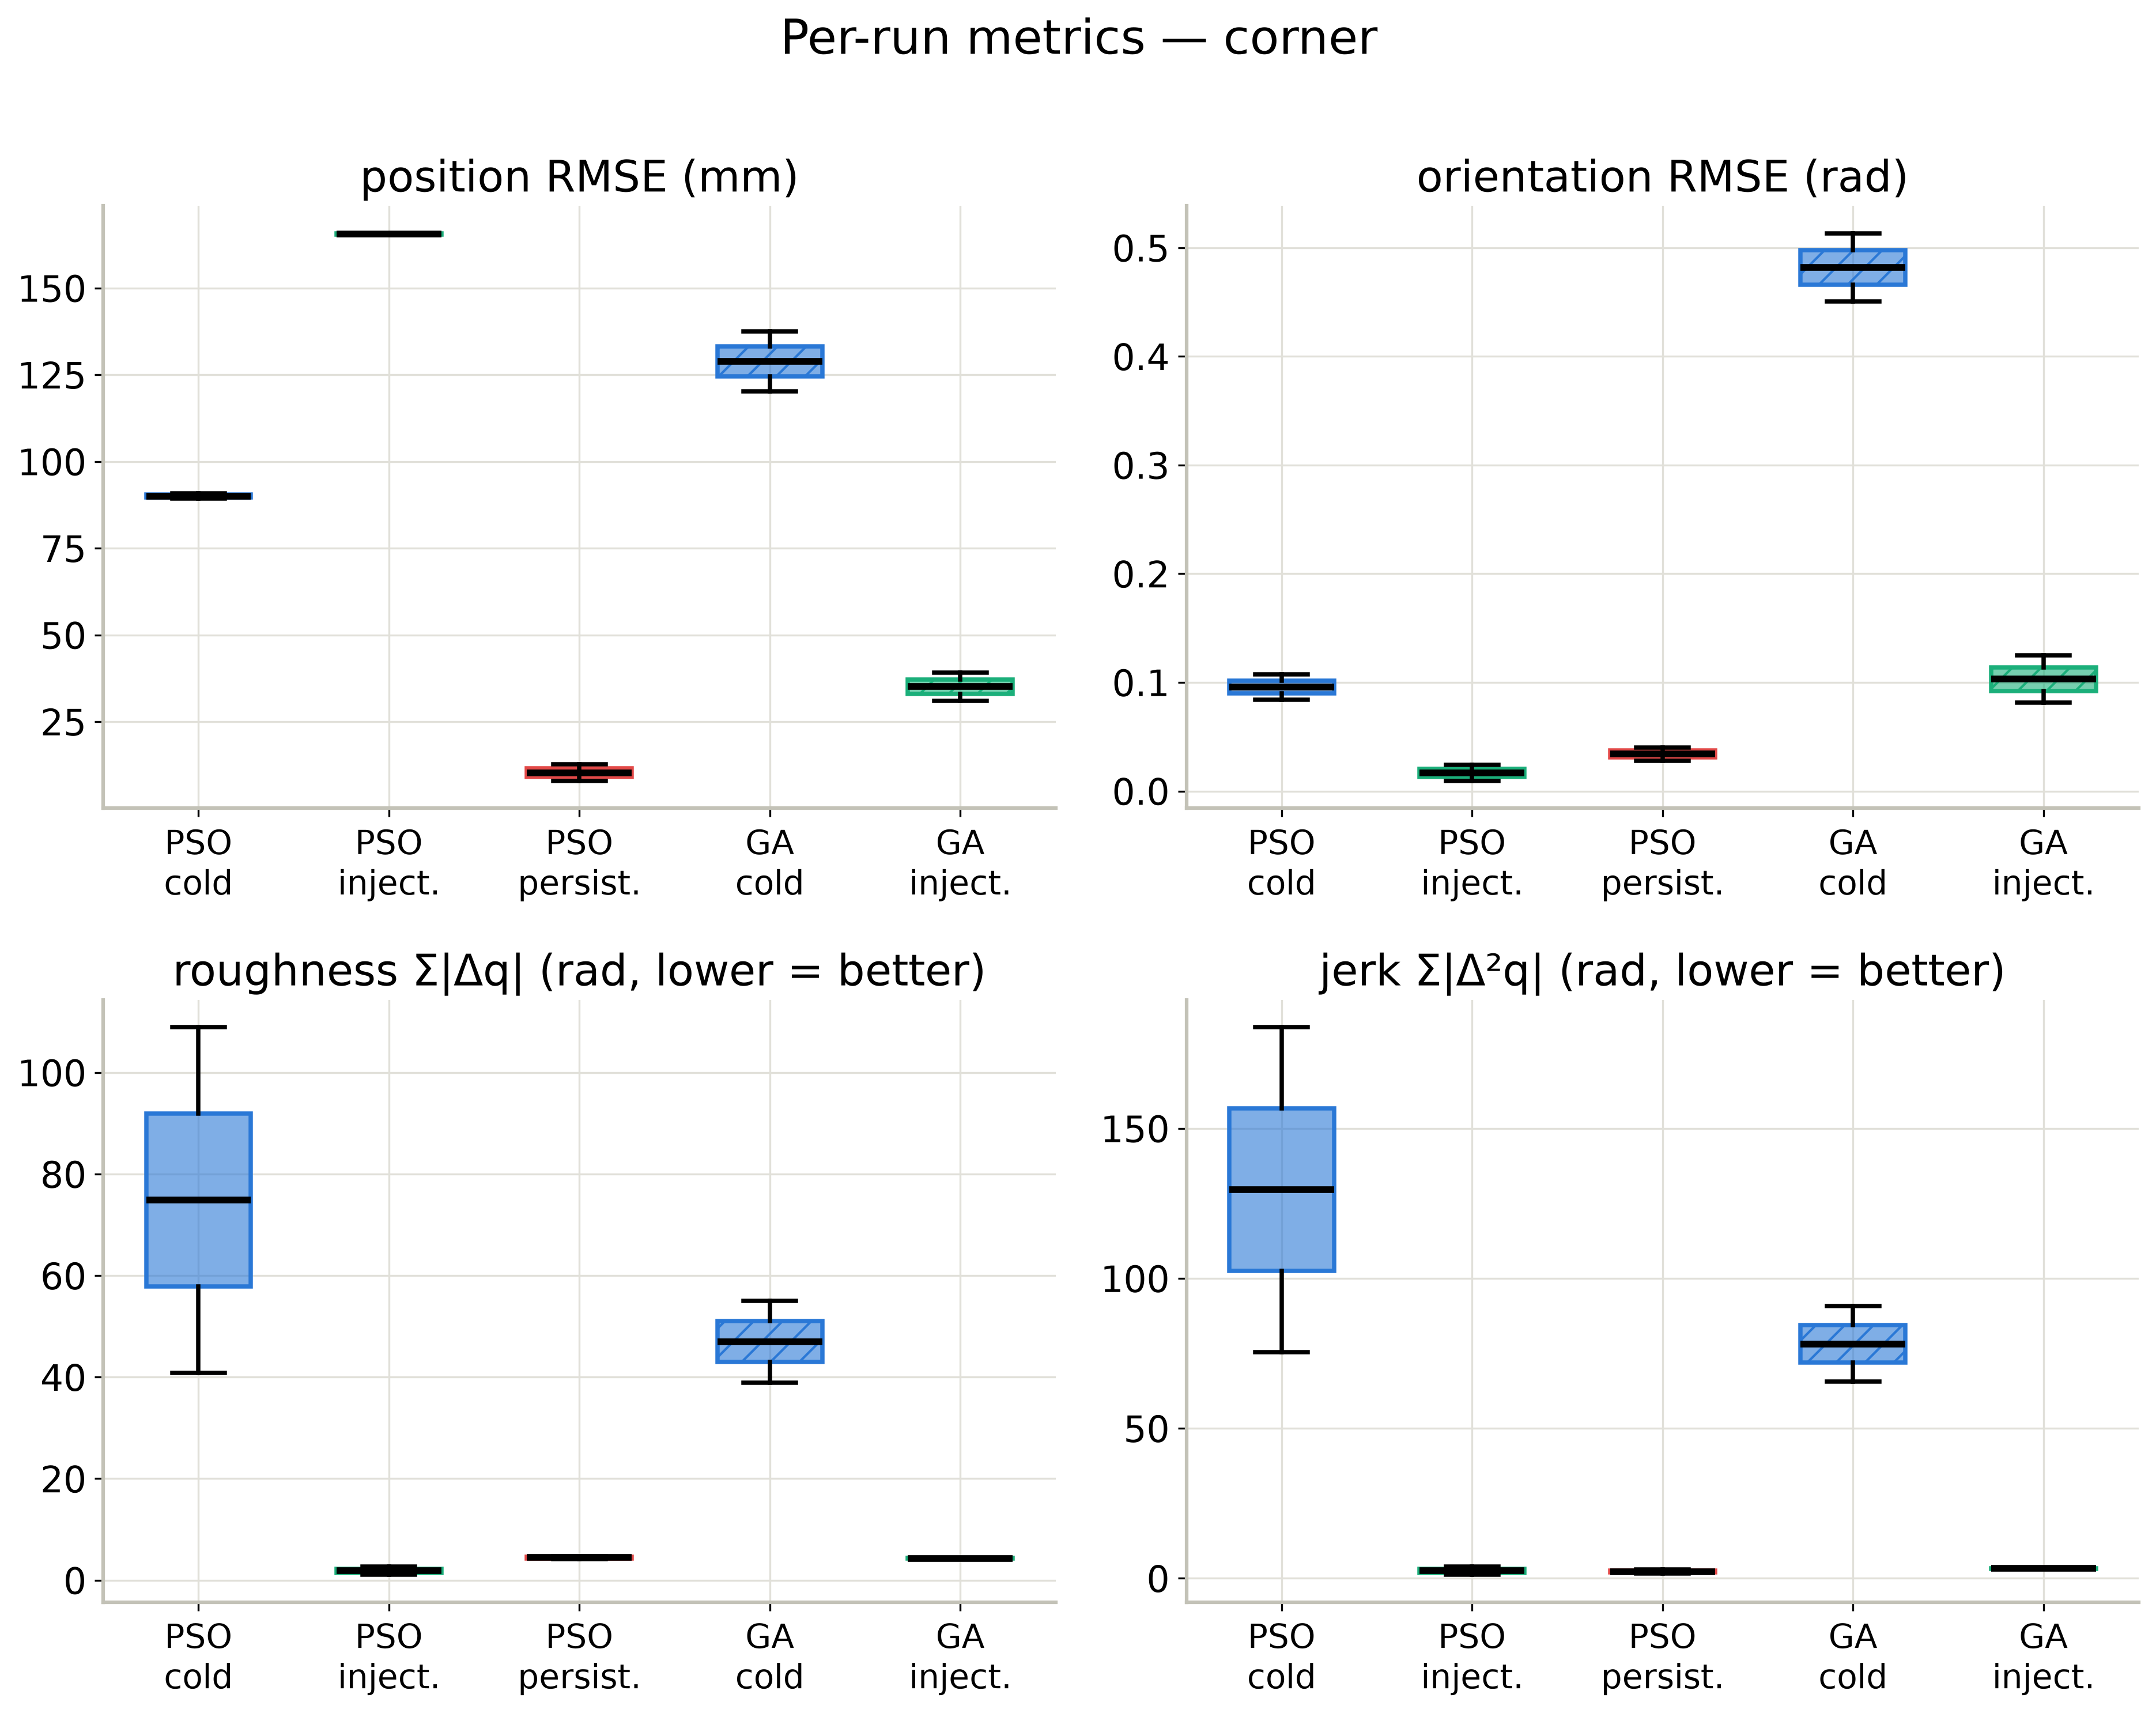 Per-run metrics — corner
position RMSE (mm)
150
125
100
75
50
25
PSO cold
PSO inject.
PSO persist.
GA cold
GA inject.
orientation RMSE (rad)
0.5
0.4
0.3
0.2
0.1
0.0
PSO cold
PSO inject.
PSO persist.
GA cold
GA inject.
roughness Σ|Δq| (rad, lower = better)
100
80
60
40
20
0
PSO cold
PSO inject.
PSO persist.
GA cold
GA inject.
jerk Σ|Δ²q| (rad, lower = better)
150
100
50
0
PSO cold
PSO inject.
PSO persist.
GA cold
GA inject.